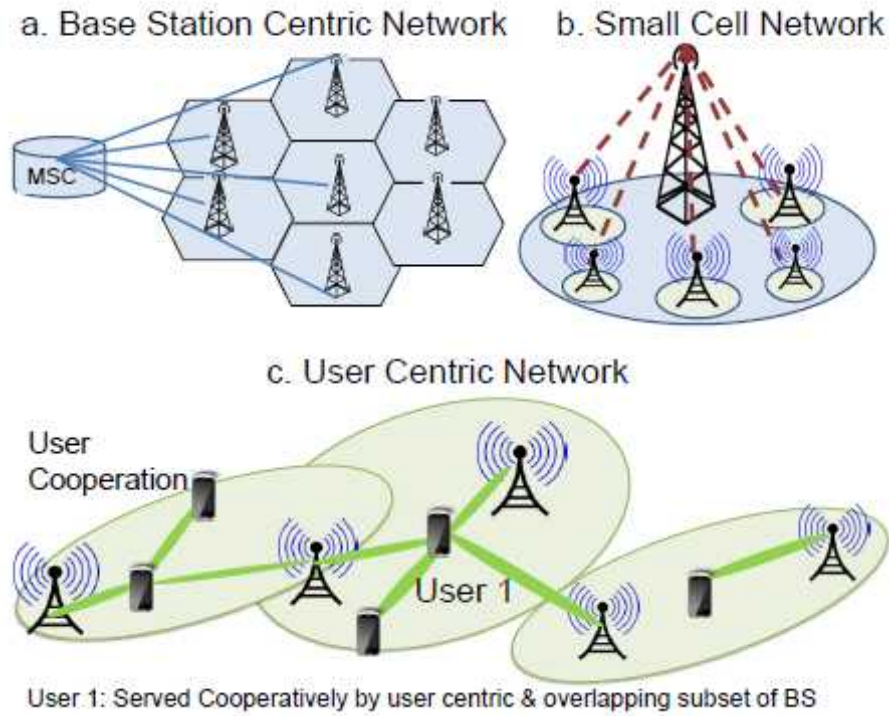 a. Base Station Centric Network
b. Small Cell Network
MSC
c. User Centric Network
User
Cooperation
User 1
User 1: Served Cooperatively by user centric & overlapping subset of BS